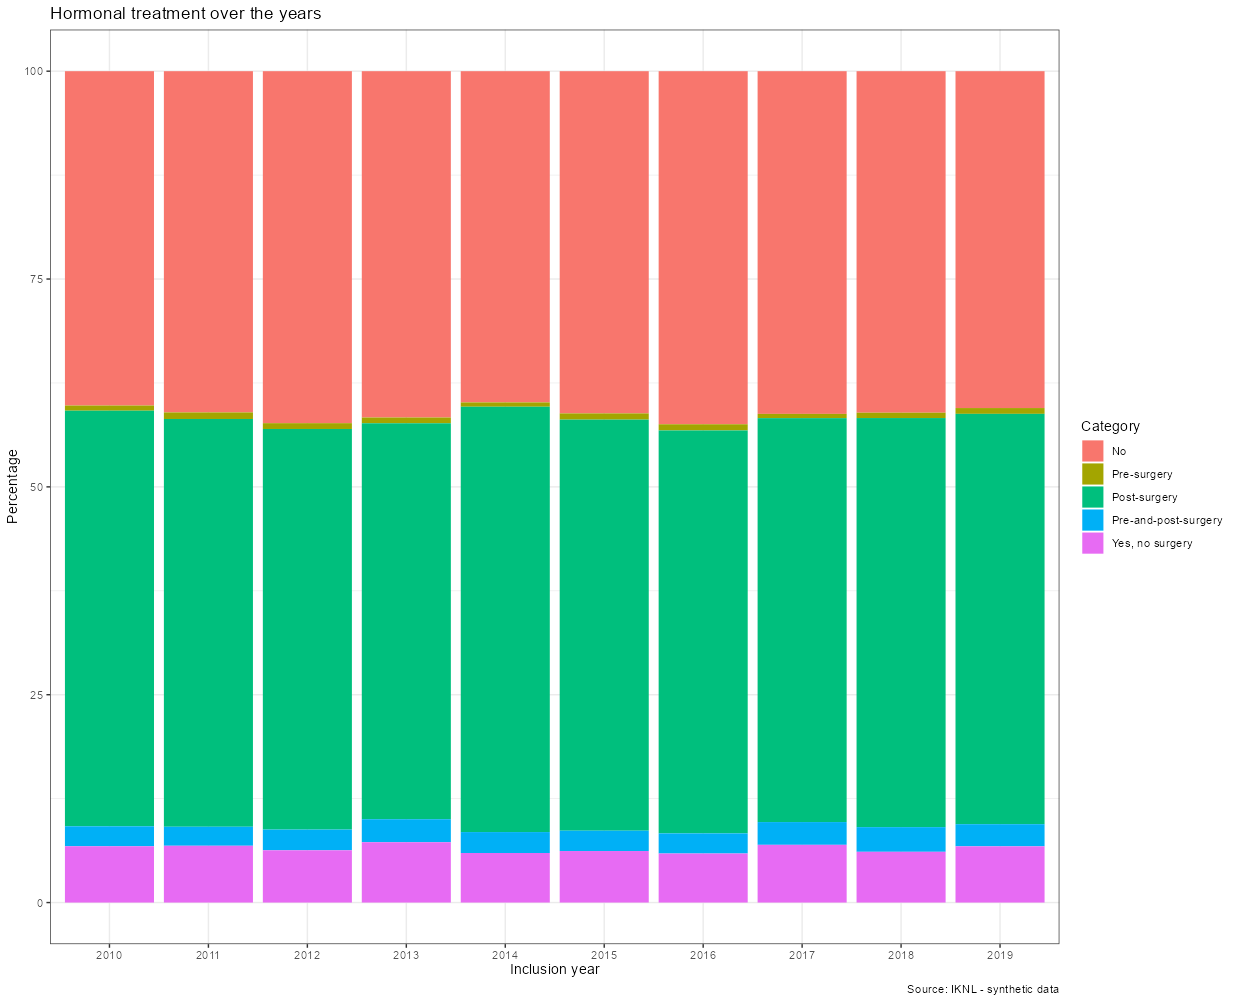 Hormonal treatment over the years
Percentage
100
75
50
25
0
2010 2011 2012 2013 2014 2015 2016 2017 2018 2019
Inclusion year
Category
No
Pre-surgery
Post-surgery
Pre-and-post-surgery
Yes, no surgery
Source: IKNL - synthetic data